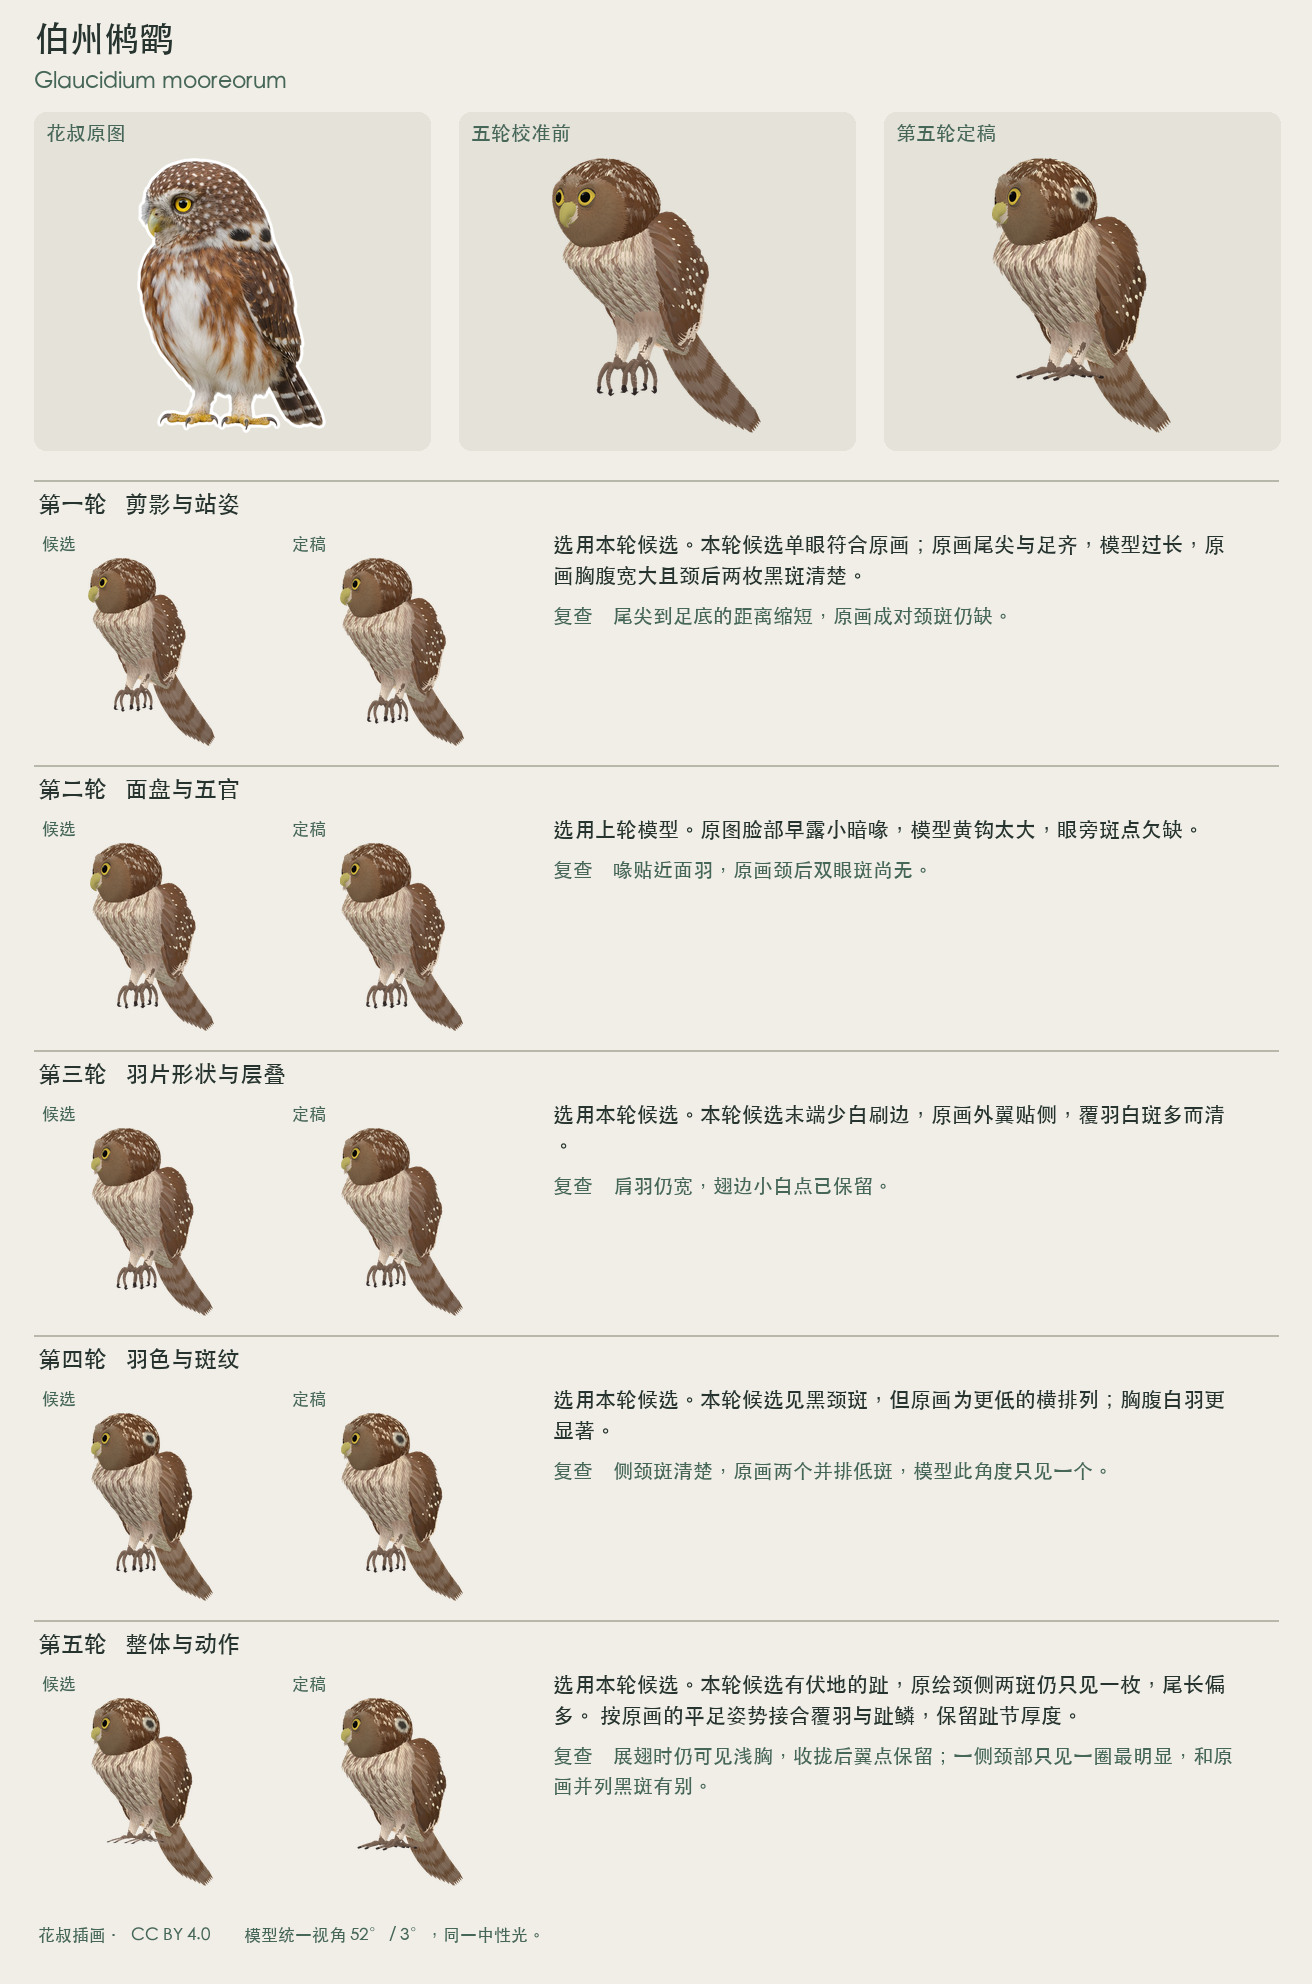 伯州鸺鹠
Glaucidium mooreorum
花叔原图
五轮校准前
第五轮定稿
第一轮 剪影与站姿
候选
定稿
选用本轮候选。本轮候选单眼符合原画；原画尾尖与足齐，模型过长，原
画胸腹宽大且颈后两枚黑斑清楚。
复查 尾尖到足底的距离缩短，原画成对颈斑仍缺。
第二轮 面盘与五官
候选
定稿
选用上轮模型。原图脸部早露小暗喙，模型黄钩太大，眼旁斑点欠缺。
复查 喙贴近面羽，原画颈后双眼斑尚无。
第三轮 羽片形状与层叠
候选
定稿
选用本轮候选。本轮候选末端少白刷边，原画外翼贴侧，覆羽白斑多而清
。
复查 肩羽仍宽，翅边小白点已保留。
第四轮 羽色与斑纹
候选
定稿
选用本轮候选。本轮候选见黑颈斑，但原画为更低的横排列；胸腹白羽更
显著。
复查 侧颈斑清楚，原画两个并排低斑，模型此角度只见一个。
第五轮 整体与动作
候选
定稿
选用本轮候选。本轮候选有伏地的趾，原绘颈侧两斑仍只见一枚，尾长偏
多。 按原画的平足姿势接合覆羽与趾鳞，保留趾节厚度。
复查 展翅时仍可见浅胸，收拢后翼点保留；一侧颈部只见一圈最明显，和原
画并列黑斑有别。
花叔插画 · CC BY 4.0 模型统一视角 52° / 3°，同一中性光。